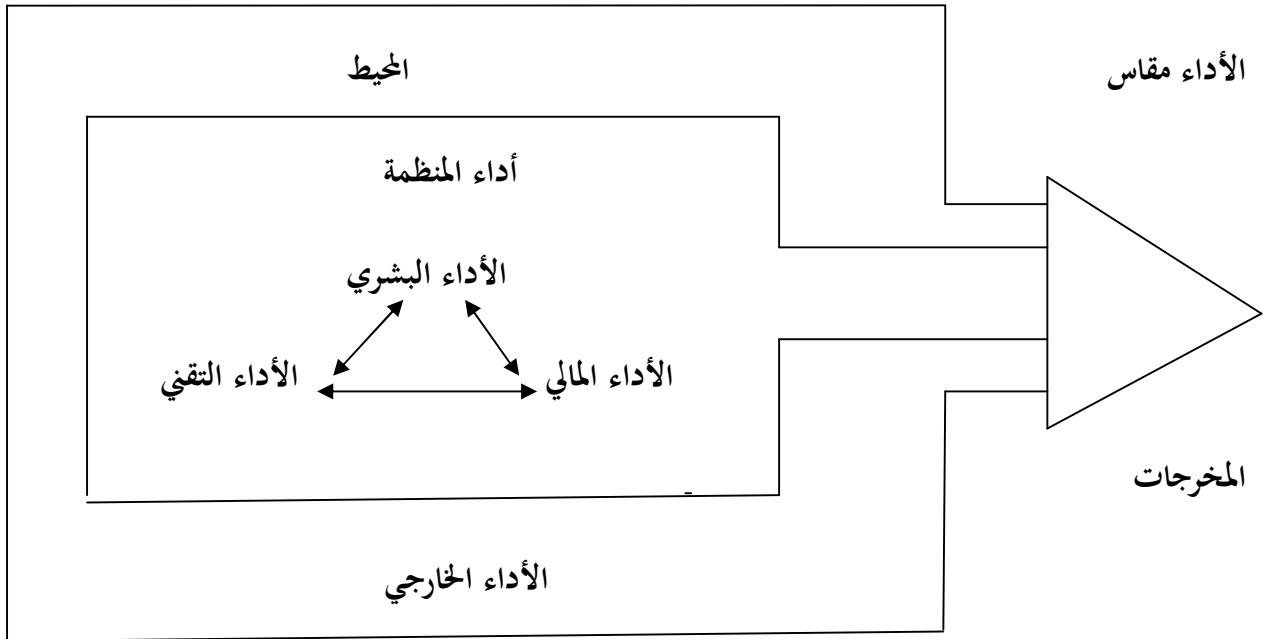 الأداء مقاس
المحيط
أداء المنظمة
الأداء البشري
الأداء المالي
الأداء التقني
المخرجات
الأداء الخارجي